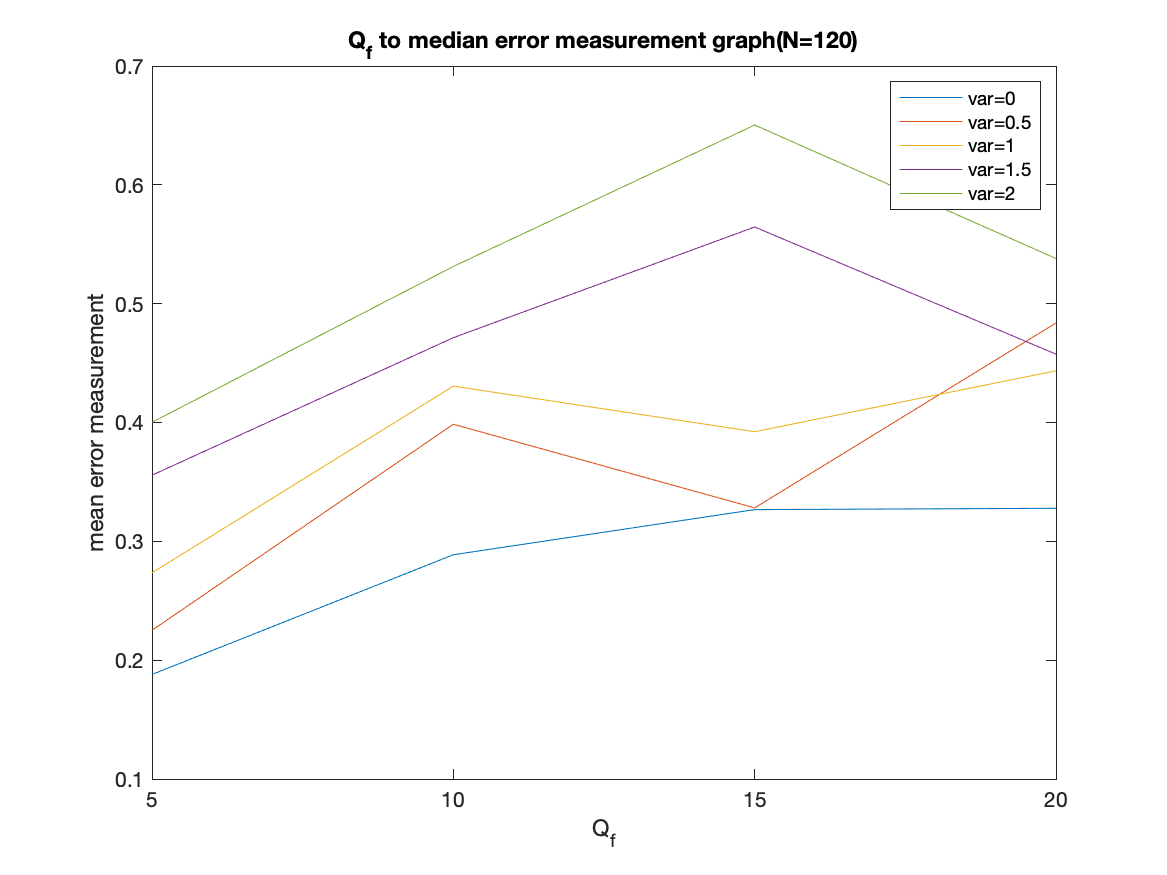 Q_f to median error measurement graph(N=120)
0.7
0.6
0.5
0.4
0.3
0.2
0.1
mean error measurement
var=0
var=0.5
var=1
var=1.5
var=2
5 10 15 20
Q_f